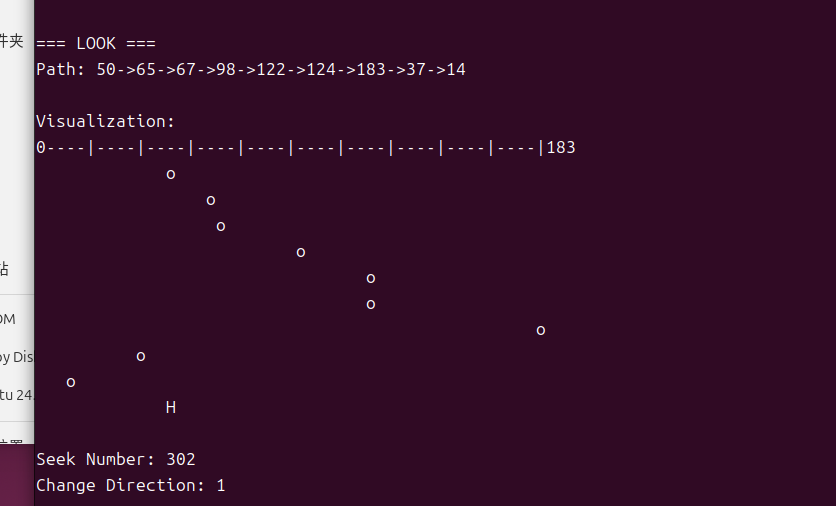 件夹
站
OM
by Dis
tu 24.
=== LOOK ===
Path: 50->65->67->98->122->124->183->37->14
Visualization:
0----|----|----|----|----|----|----|----|----|----|183
o
o
o
o
o
o
o
o
o
H
Seek Number: 302
Change Direction: 1